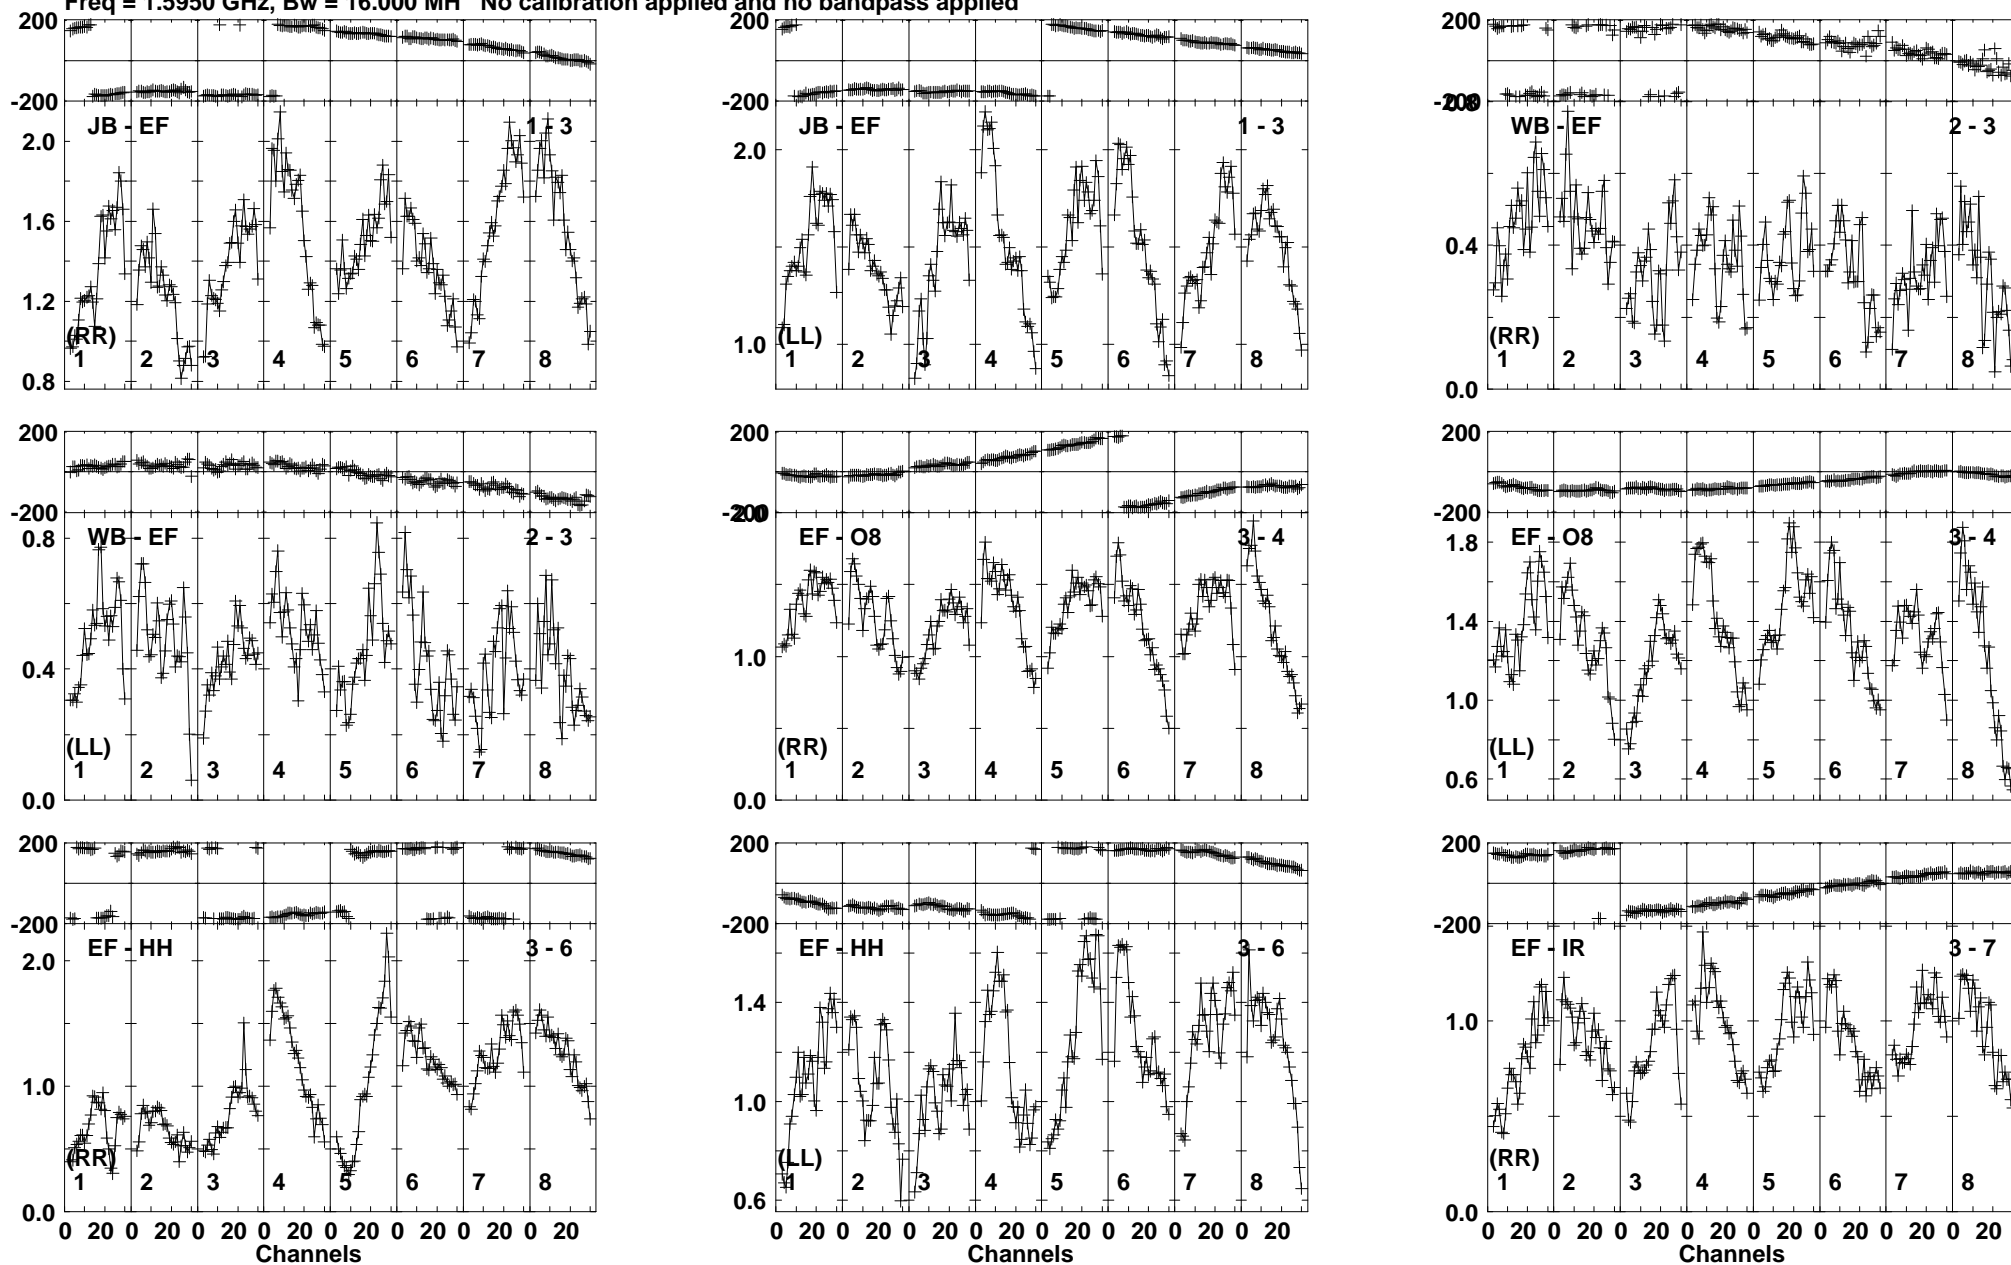 Freq = 1.5950 GHz, Bw = 16.000 MH No calibration applied and no bandpass applied
200 200 200
-200 -200 -200
0.8
JB - EF 1 - 3 JB - EF 1 - 3 WB - EF 2 - 3
2.0 2.0
1.6
1.2 0.4
1.0
0.8 0.0
(RR) (LL) (RR)
1 2 3 4 5 6 7 8 1 2 3 4 5 6 7 8 1 2 3 4 5 6 7 8
200 200 200
-200 -200 -200
2.0
WB - EF 2 - 3 EF - O8 3 - 4 EF - O8 3 - 4
0.8 1.8
1.4
0.4 1.0 1.0
0.6
0.0 0.0
(LL) (RR) (LL)
1 2 3 4 5 6 7 8 1 2 3 4 5 6 7 8 1 2 3 4 5 6 7 8
200 200 200
-200 -200 -200
EF - HH 3 - 6 EF - HH 3 - 6 EF - IR 3 - 7
2.0
1.4
1.0 1.0 1.0
0.6
0.0 0.0
(RR) (LL) (RR)
1 2 3 4 5 6 7 8 1 2 3 4 5 6 7 8 1 2 3 4 5 6 7 8
0 20 0 20 0 20 0 20 0 20 0 20 0 20 0 20 0 20 0 20 0 20 0 20 0 20 0 20 0 20 0 20 0 20 0 20 0 20 0 20 0 20 0 20 0 20 0 20
Channels Channels Channels